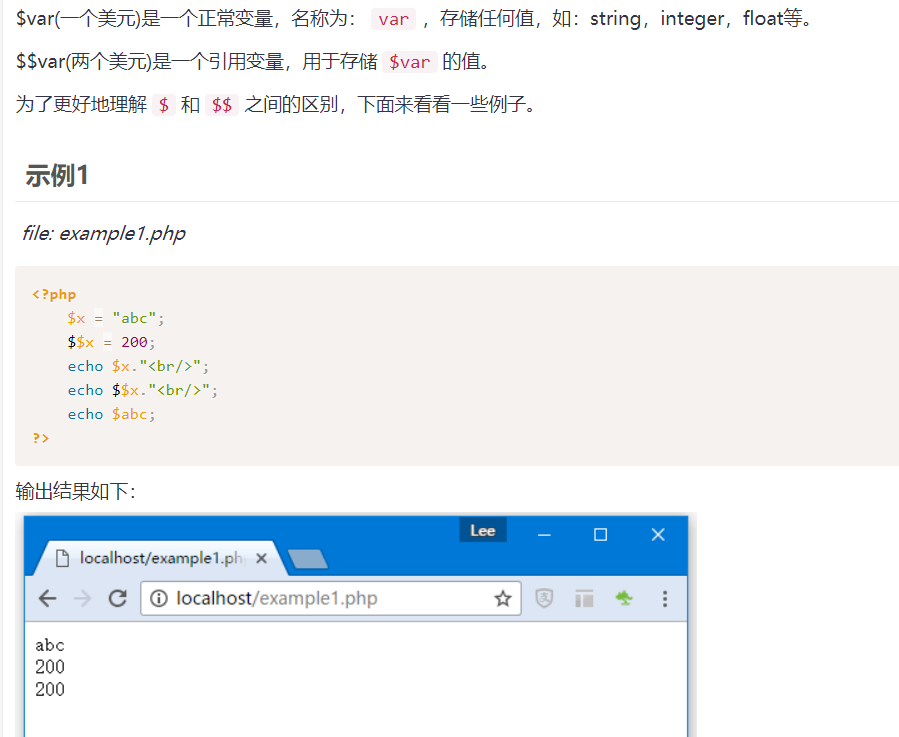 $var(一个美元)是一个正常变量，名称为： var ，存储任何值，如：string，integer，float等。
$$var(两个美元)是一个引用变量，用于存储 $var 的值。
为了更好地理解 $ 和 $$ 之间的区别，下面来看看一些例子。
示例1
file: example1.php
<?php
    $x = "abc";
    $$x = 200;
    echo $x."<br/>";
    echo $$x."<br/>";
    echo $abc;
?>
输出结果如下：
Lee
localhost/example1.ph
localhost/example1.php
abc
200
200